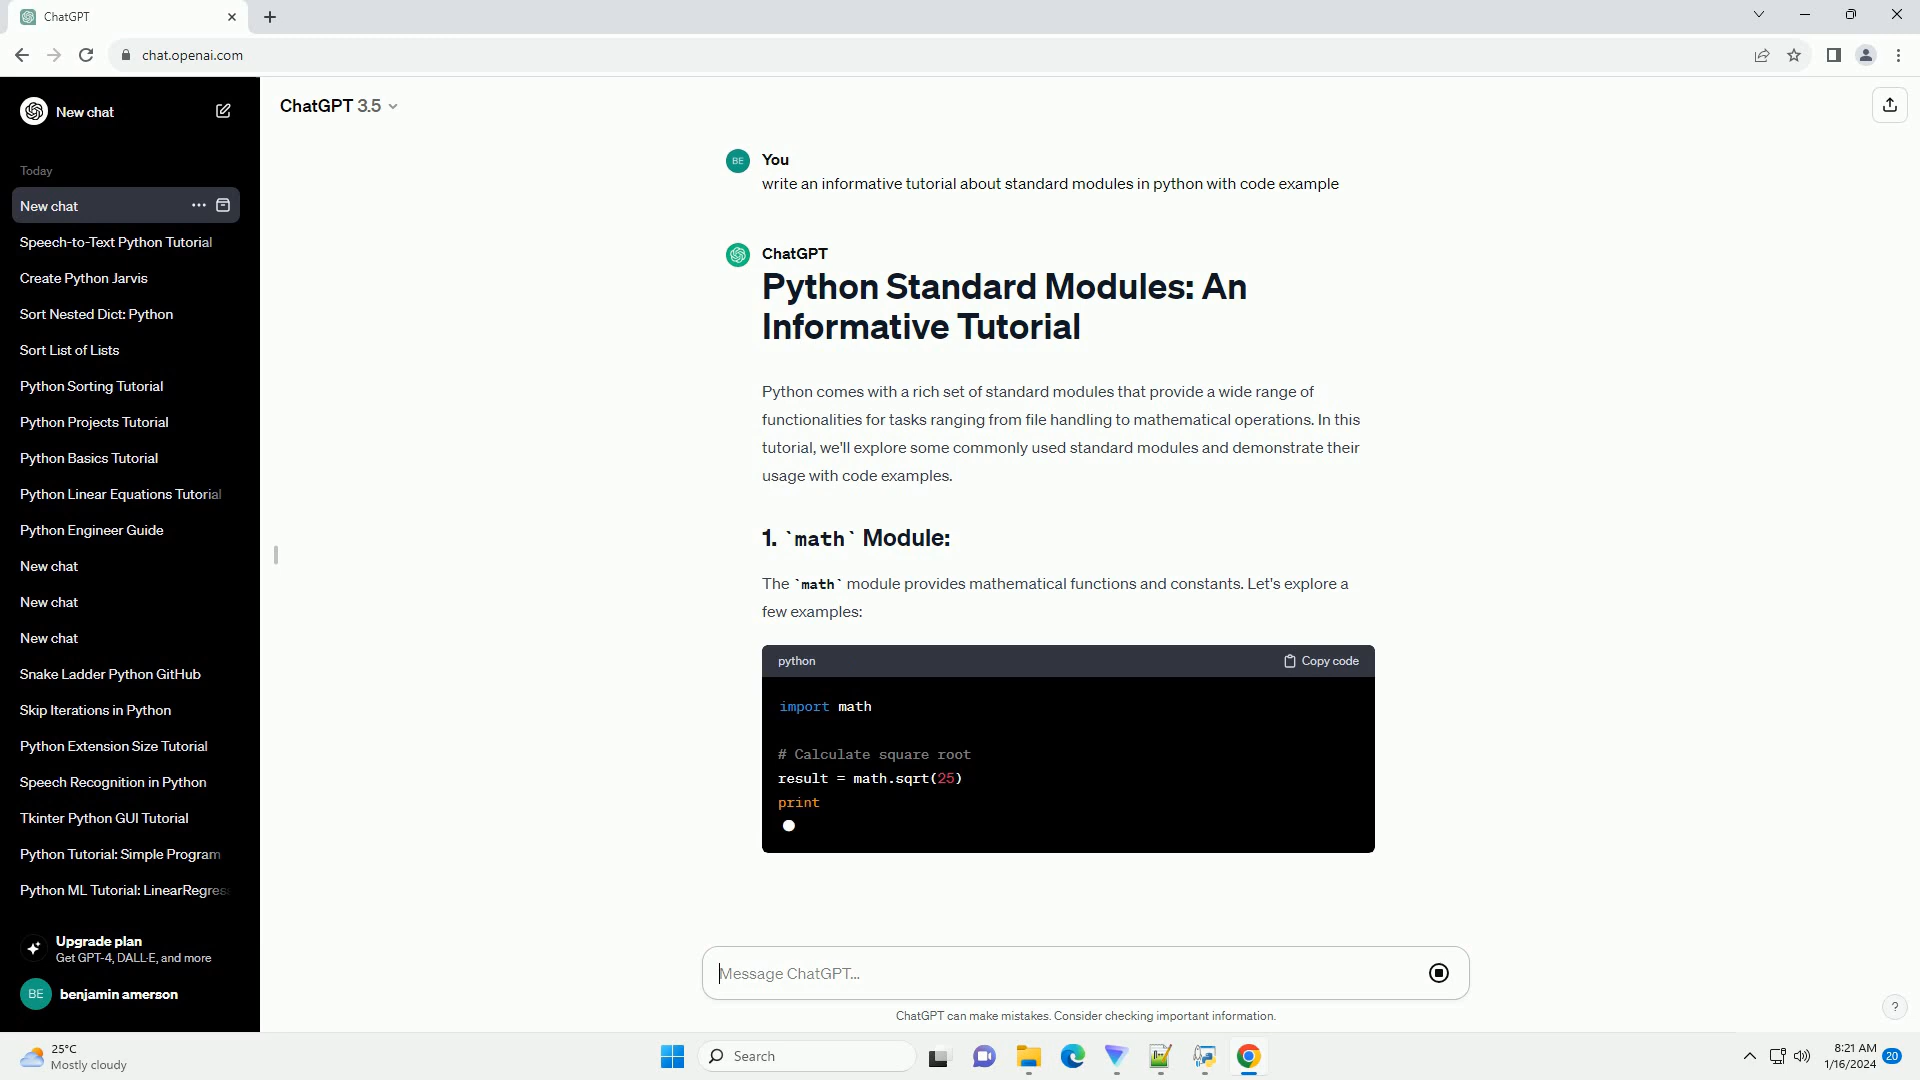 ChatGPT
chat.openai.com
New chat
Today
New chat
Speech-to-Text Python Tutorial
Create Python Jarvis
Sort Nested Dict: Python
Sort List of Lists
Python Sorting Tutorial
Python Projects Tutorial
Python Basics Tutorial
Python Linear Equations Tutorial
Python Engineer Guide
New chat
New chat
New chat
Snake Ladder Python GitHub
Skip Iterations in Python
Python Extension Size Tutorial
Speech Recognition in Python
Tkinter Python GUI Tutorial
Python Tutorial: Simple Program
Python ML Tutorial: LinearRegres
Upgrade plan
Get GPT-4, DALL·E, and more
BE benjamin amerson
ChatGPT 3.5
BE You
write an informative tutorial about standard modules in python with code example
ChatGPT
Python Standard Modules: An
Informative Tutorial
Python comes with a rich set of standard modules that provide a wide range of
functionalities for tasks ranging from file handling to mathematical operations. In this
tutorial, we'll explore some commonly used standard modules and demonstrate their
usage with code examples.
1. `math` Module:
The `math` module provides mathematical functions and constants. Let's explore a
few examples:
python Copy code
import math
# Calculate square root
result = math.sqrt(25)
print
Message ChatGPT...
ChatGPT can make mistakes. Consider checking important information.
?
25°C
Mostly cloudy
Search
8:21 AM
1/16/2024
20